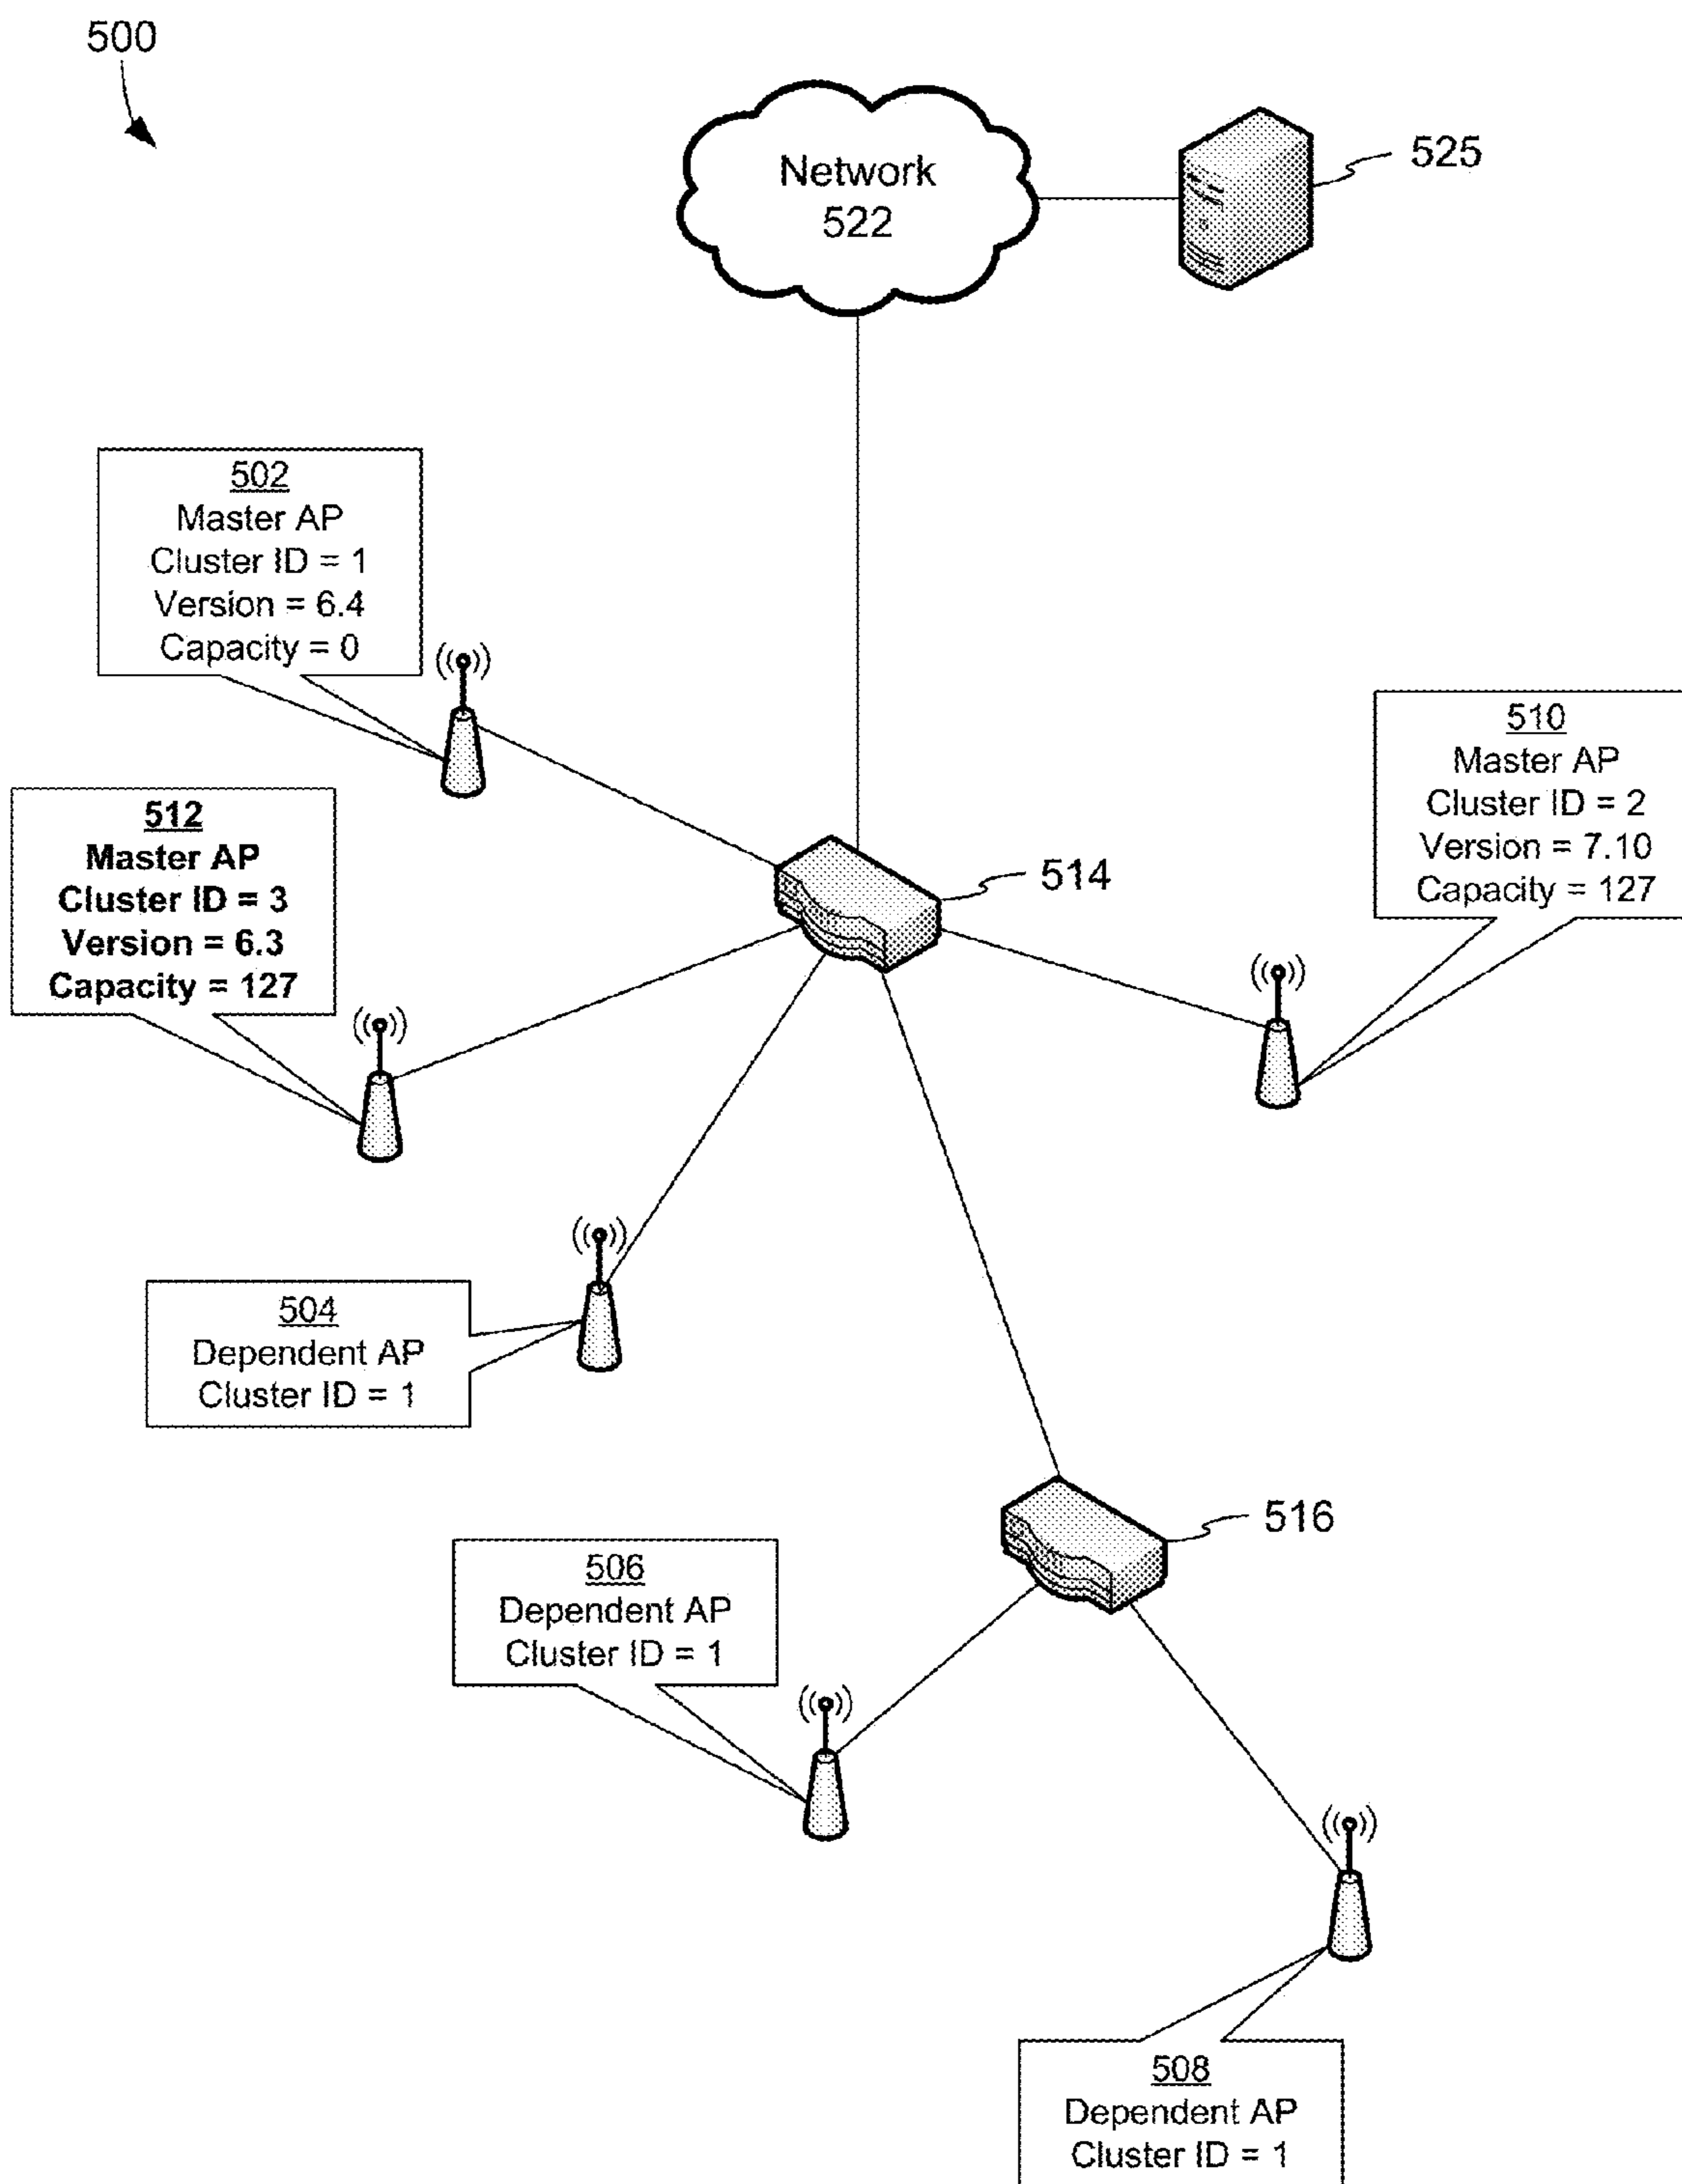 500
Network
522
525
502
Master AP
Cluster ID = 1
Version = 6.4
Capacity = 0
510
Master AP
Cluster ID = 2
Version = 7.10
Capacity = 127
512
Master AP
Cluster ID = 3
Version = 6.3
Capacity = 127
514
504
Dependent AP
Cluster ID = 1
516
506
Dependent AP
Cluster ID = 1
508
Dependent AP
Cluster ID = 1